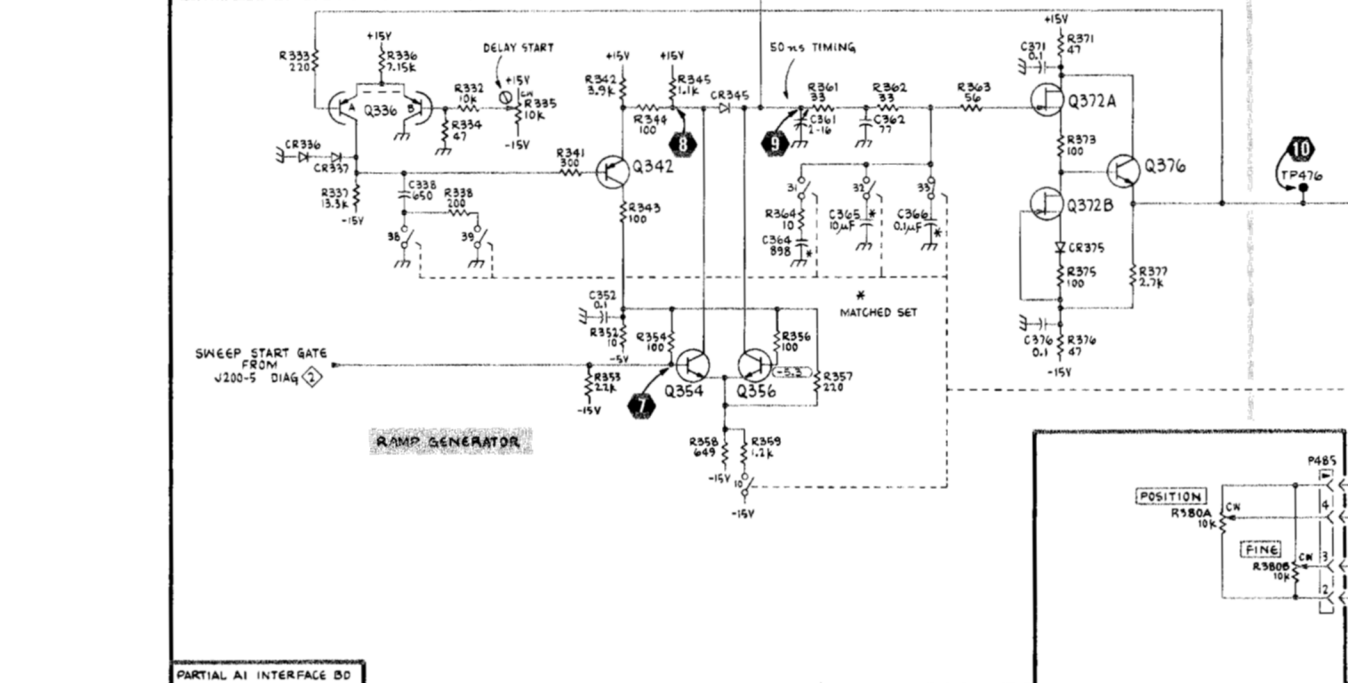 +15V
R371
47
C371
0.1
+15V
R333
220
R336
7.15K
DELAY START
+15V
CW
R335
10K
-15V
R332
10K
R334
47
A
Q336
B
+15V
R342
3.9K
+15V
R345
1.1K
CR345
R344
100
8
50ns TIMING
9
R361
33
C361
2-16
R362
33
C362
77
R363
56
Q372A
R373
100
Q376
10
TP476
CR336
CR337
R337
13.3K
-15V
C338
650
R338
200
38
39
R341
300
Q342
R343
100
31
32
33
R364
10
C364
898
*
C365
10µF
*
C366
0.1µF
*
Q372B
CR375
R375
100
R377
2.7K
*
MATCHED SET
C352
0.1
R352
10
-5V
R354
100
R356
100
-5.3
R357
220
C376
0.1
R376
47
-15V
SWEEP START GATE
FROM
J200-5 DIAG 2
R353
2.2K
-15V
7
Q354
Q356
RAMP GENERATOR
R358
649
-15V
R359
1.2K
10
-15V
P485
POSITION
R380A
10K
CW
4
FINE
R380B
10K
CW
3
2
PARTIAL A1 INTERFACE BD